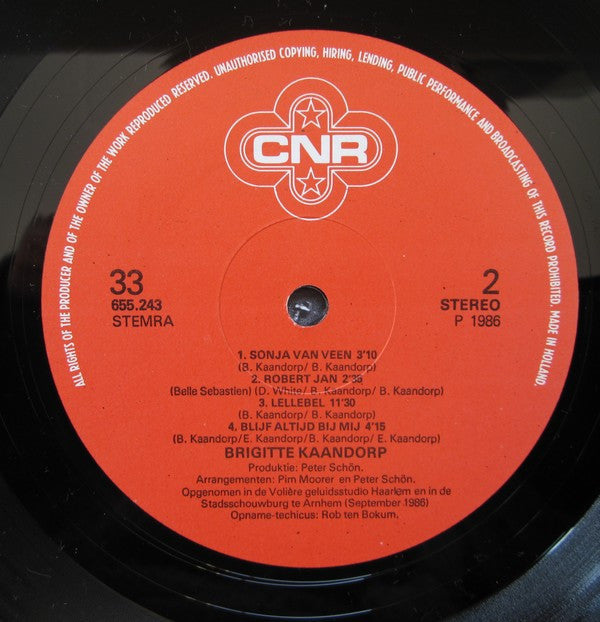 ALL RIGHTS OF THE PRODUCER AND OF THE OWNER OF THE WORK REPRODUCED RESERVED. UNAUTHORISED COPYING, HIRING, LENDING, PUBLIC PERFORMANCE AND BROADCASTING OF THIS RECORD PROHIBITED. MADE IN HOLLAND.
CNR
33
655.243
STEMRA
2
STEREO
P 1986
1. SONJA VAN VEEN 3'10
(B. Kaandorp/ B. Kaandorp)
2. ROBERT JAN 2'35
(Belle Sebastien) (D. White/ B. Kaandorp/ B. Kaandorp)
3. LELLEBEL 11'30
(B. Kaandorp/ B. Kaandorp)
4. BLIJF ALTIJD BIJ MIJ 4'15
(B. Kaandorp/E. Kaandorp/B. Kaandorp/ E. Kaandorp)
BRIGITTE KAANDORP
Produktie: Peter Schön.
Arrangementen: Pim Moorer en Peter Schön.
Opgenomen in de Volière geluidsstudio Haarlem en in de
Stadsschouwburg te Arnhem (September 1986)
Opname-techicus: Rob ten Bokum.